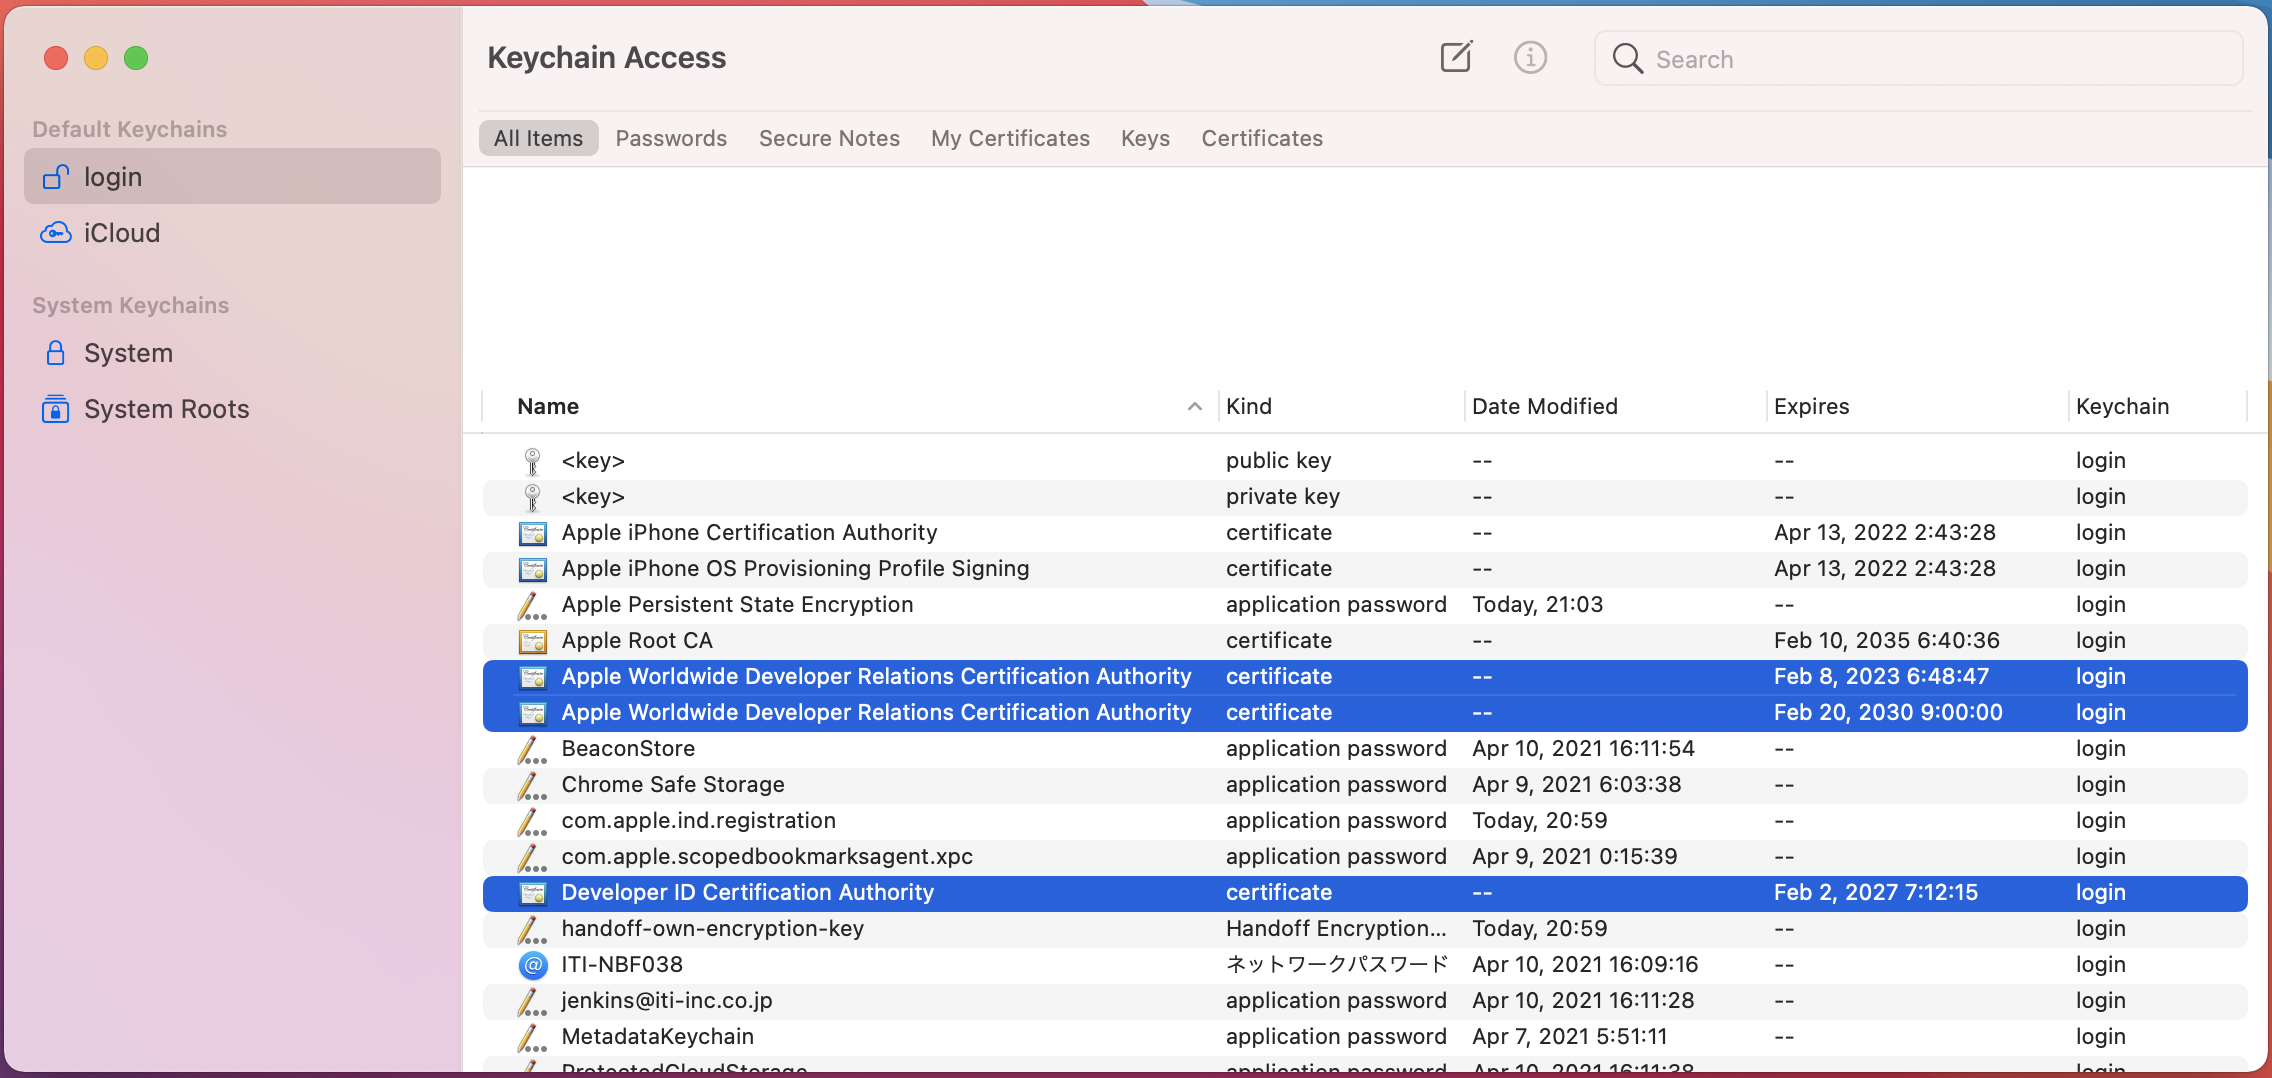 Keychain Access
Search
Default Keychains
login
iCloud
System Keychains
System
System Roots
All Items Passwords Secure Notes My Certificates Keys Certificates
Name Kind Date Modified Expires Keychain
<key> public key -- -- login
<key> private key -- -- login
Apple iPhone Certification Authority certificate -- Apr 13, 2022 2:43:28 login
Apple iPhone OS Provisioning Profile Signing certificate -- Apr 13, 2022 2:43:28 login
Apple Persistent State Encryption application password Today, 21:03 -- login
Apple Root CA certificate -- Feb 10, 2035 6:40:36 login
Apple Worldwide Developer Relations Certification Authority certificate -- Feb 8, 2023 6:48:47 login
Apple Worldwide Developer Relations Certification Authority certificate -- Feb 20, 2030 9:00:00 login
BeaconStore application password Apr 10, 2021 16:11:54 -- login
Chrome Safe Storage application password Apr 9, 2021 6:03:38 -- login
com.apple.ind.registration application password Today, 20:59 -- login
com.apple.scopedbookmarksagent.xpc application password Apr 9, 2021 0:15:39 -- login
Developer ID Certification Authority certificate -- Feb 2, 2027 7:12:15 login
handoff-own-encryption-key Handoff Encryption... Today, 20:59 -- login
ITI-NBF038 ネットワークパスワード Apr 10, 2021 16:09:16 -- login
jenkins@iti-inc.co.jp application password Apr 10, 2021 16:11:28 -- login
MetadataKeychain application password Apr 7, 2021 5:51:11 -- login
ProtectedCloudStorage application password Apr 10, 2021 16:11:38 -- login